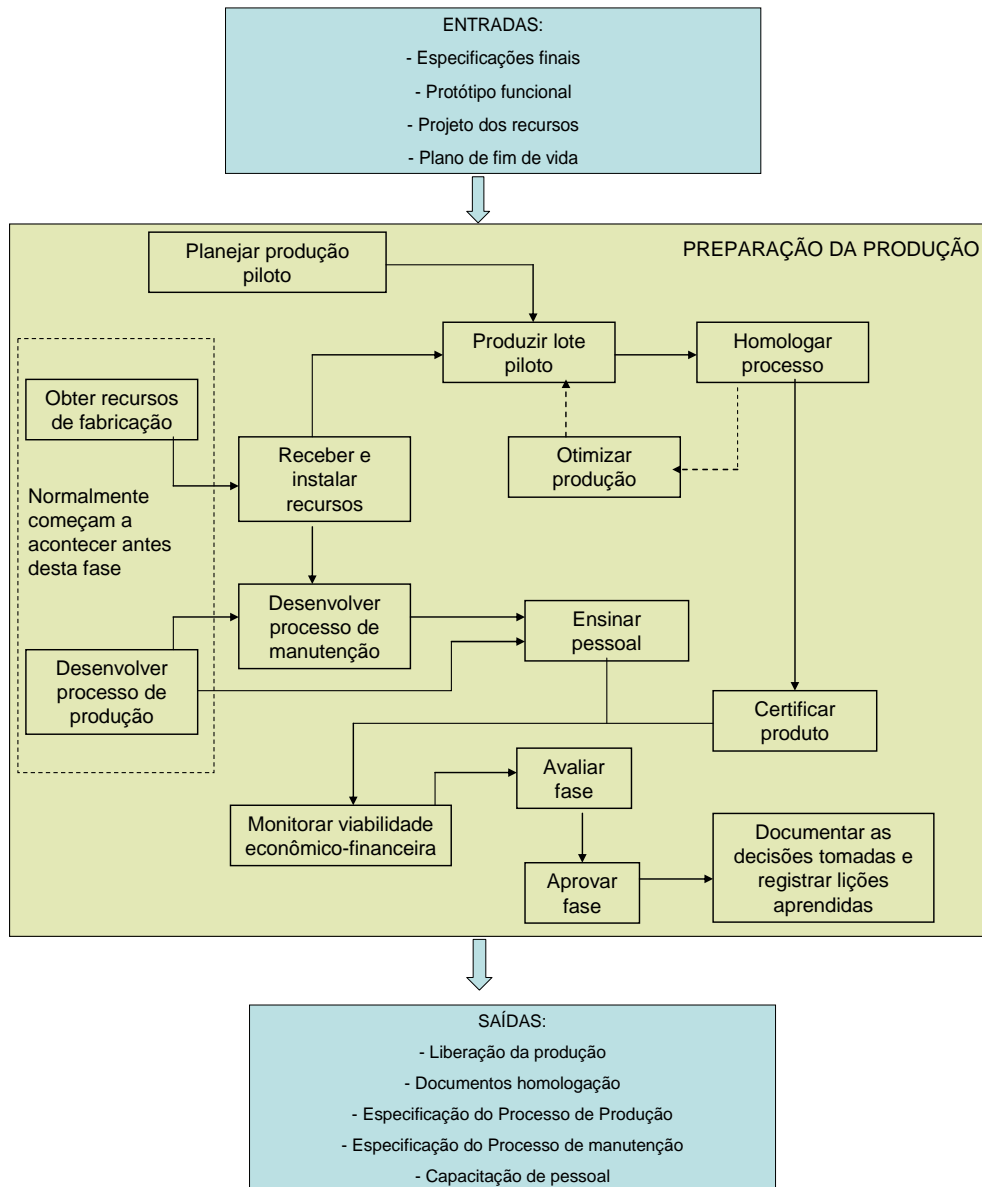 ENTRADAS:
- Especificações finais
- Protótipo funcional
- Projeto dos recursos
- Plano de fim de vida
PREPARAÇÃO DA PRODUÇÃO
Planejar produção
piloto
Produzir lote
piloto
Homologar
processo
Obter recursos
de fabricação
Receber e
instalar
recursos
Otimizar
produção
Normalmente
começam a
acontecer antes
desta fase
Desenvolver
processo de
manutenção
Ensinar
pessoal
Desenvolver
processo de
produção
Certificar
produto
Avaliar
fase
Monitorar viabilidade
econômico-financeira
Aprovar
fase
Documentar as
decisões tomadas e
registrar lições
aprendidas
SAÍDAS:
- Liberação da produção
- Documentos homologação
- Especificação do Processo de Produção
- Especificação do Processo de manutenção
- Capacitação de pessoal